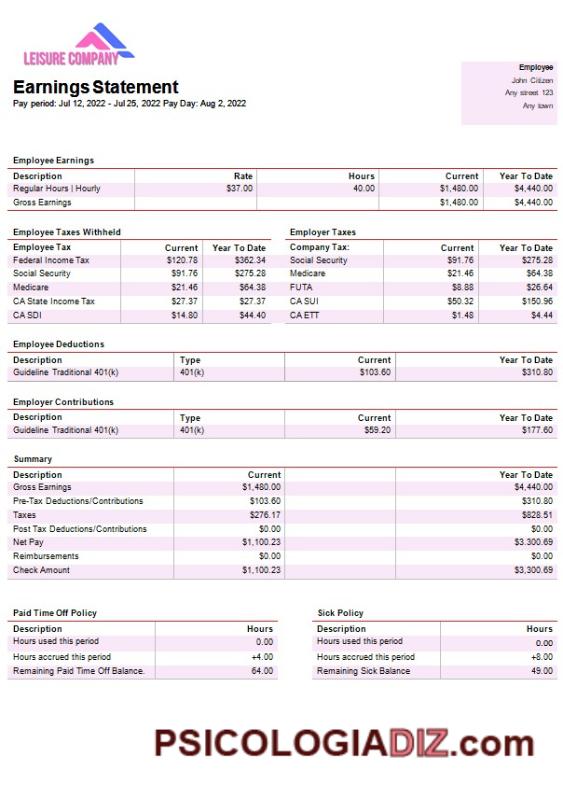 LEISURE COMPANY
Earnings Statement
Pay period: Jul 12, 2022 - Jul 25, 2022 Pay Day: Aug 2, 2022
Employee
John Citizen
Any street 123
Any town
Employee Earnings
Description Rate Hours Current Year To Date
Regular Hours | Hourly $37.00 40.00 $1,480.00 $4,440.00
Gross Earnings $1,480.00 $4,440.00
Employee Taxes Withheld
Employee Tax Current Year To Date
Federal Income Tax $120.78 $362.34
Social Security $91.76 $275.28
Medicare $21.46 $64.38
CA State Income Tax $27.37 $27.37
CA SDI $14.80 $44.40
Employer Taxes
Company Tax: Current Year To Date
Social Security $91.76 $275.28
Medicare $21.46 $64.38
FUTA $8.88 $26.64
CA SUI $50.32 $150.96
CA ETT $1.48 $4.44
Employee Deductions
Description Type Current Year To Date
Guideline Traditional 401(k) 401(k) $103.60 $310.80
Employer Contributions
Description Type Current Year To Date
Guideline Traditional 401(k) 401(k) $59.20 $177.60
Summary
Description Current Year To Date
Gross Earnings $1,480.00 $4,440.00
Pre-Tax Deductions/Contributions $103.60 $310.80
Taxes $276.17 $828.51
Post Tax Deductions/Contributions $0.00 $0.00
Net Pay $1,100.23 $3.300.69
Reimbursements $0.00 $0.00
Check Amount $1,100.23 $3,300.69
Paid Time Off Policy
Description Hours
Hours used this period 0.00
Hours accrued this period +4.00
Remaining Paid Time Off Balance. 64.00
Sick Policy
Description Hours
Hours used this period 0.00
Hours accrued this period +8.00
Remaining Sick Balance 49.00
PSICOLOGIADIZ.com